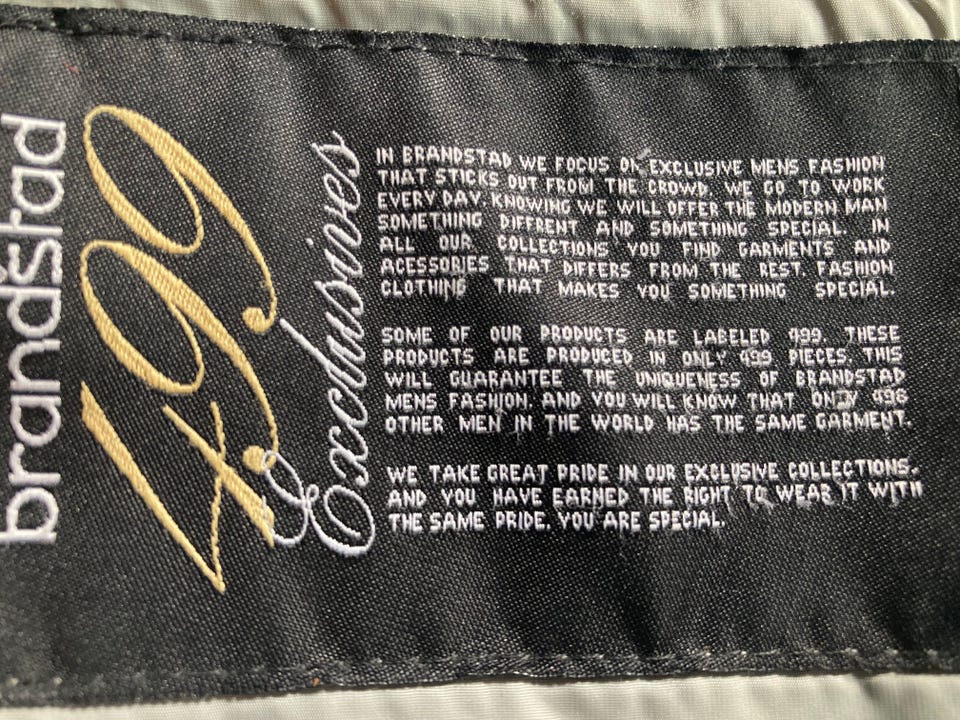 brandstad
499
Exclusives
IN BRANDSTAD WE FOCUS ON EXCLUSIVE MENS FASHION
THAT STICKS OUT FROM THE CROWD. WE GO TO WORK
EVERY DAY, KNOWING WE WILL OFFER THE MODERN MAN
SOMETHING DIFFRENT AND SOMETHING SPECIAL. IN
ALL OUR COLLECTIONS YOU FIND GARMENTS AND
ACESSORIES THAT DIFFERS FROM THE REST. FASHION
CLOTHING THAT MAKES YOU SOMETHING SPECIAL.
SOME OF OUR PRODUCTS ARE LABELED 499. THESE
PRODUCTS ARE PRODUCED IN ONLY 499 PIECES. THIS
WILL GUARANTEE THE UNIQUENESS OF BRANDSTAD
MENS FASHION. AND YOU WILL KNOW THAT ONLY 498
OTHER MEN IN THE WORLD HAS THE SAME GARMENT.
WE TAKE GREAT PRIDE IN OUR EXCLUSIVE COLLECTIONS.
AND YOU HAVE EARNED THE RIGHT TO WEAR IT WITH
THE SAME PRIDE. YOU ARE SPECIAL.